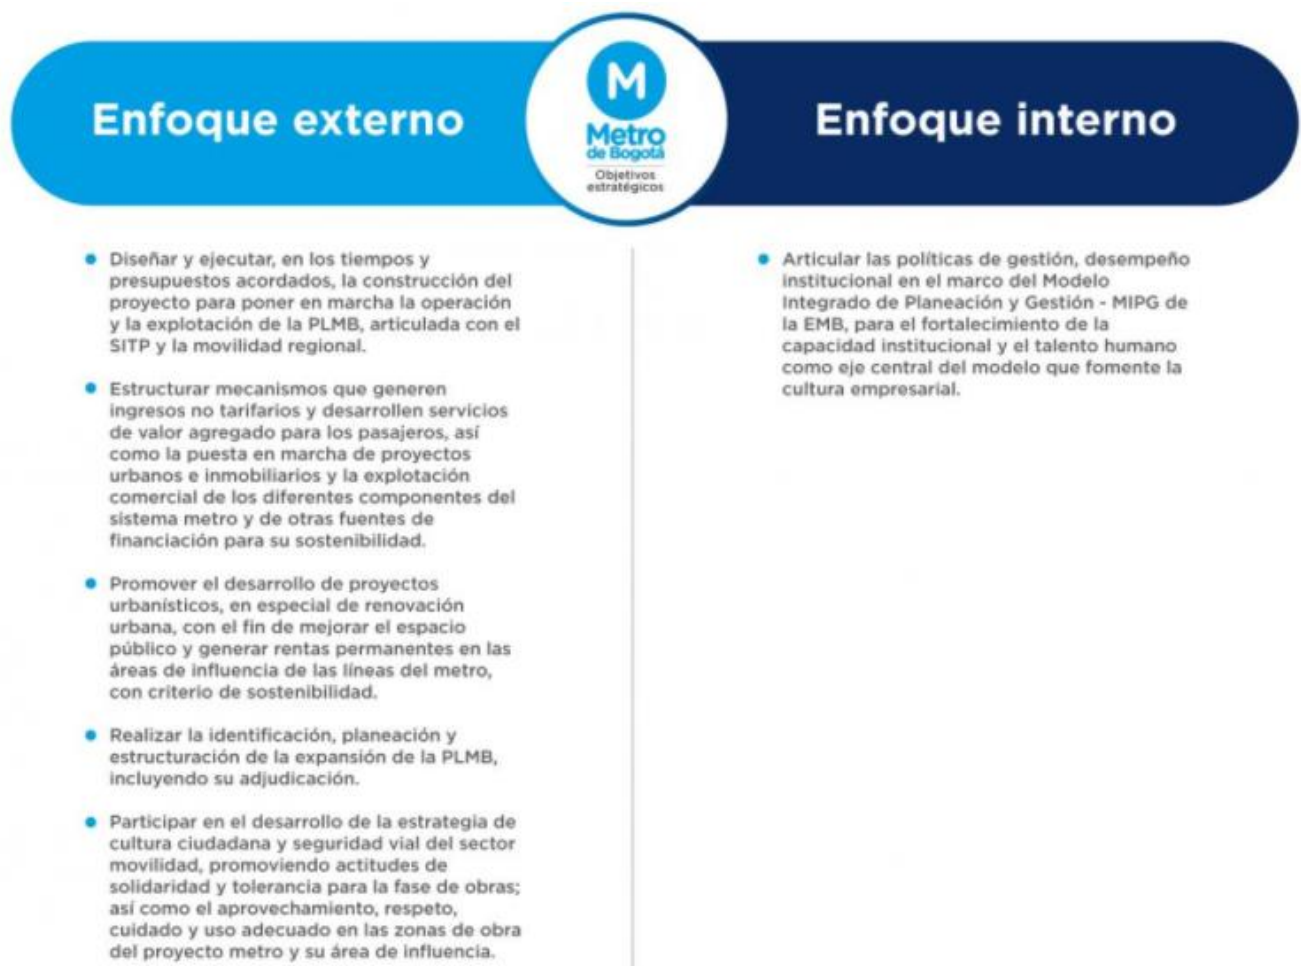 Enfoque externo
M
Metro
de Bogotá
Objetivos
estratégicos
Enfoque interno
Diseñar y ejecutar, en los tiempos y
presupuestos acordados, la construcción del
proyecto para poner en marcha la operación
y la explotación de la PLMB, articulada con el
SITP y la movilidad regional.
Estructurar mecanismos que generen
ingresos no tarifarios y desarrollen servicios
de valor agregado para los pasajeros, así
como la puesta en marcha de proyectos
urbanos e inmobiliarios y la explotación
comercial de los diferentes componentes del
sistema metro y de otras fuentes de
financiación para su sostenibilidad.
Promover el desarrollo de proyectos
urbanísticos, en especial de renovación
urbana, con el fin de mejorar el espacio
público y generar rentas permanentes en las
áreas de influencia de las líneas del metro,
con criterio de sostenibilidad.
Realizar la identificación, planeación y
estructuración de la expansión de la PLMB,
incluyendo su adjudicación.
Participar en el desarrollo de la estrategia de
cultura ciudadana y seguridad vial del sector
movilidad, promoviendo actitudes de
solidaridad y tolerancia para la fase de obras;
así como el aprovechamiento, respeto,
cuidado y uso adecuado en las zonas de obra
del proyecto metro y su área de influencia.
Articular las políticas de gestión, desempeño
institucional en el marco del Modelo
Integrado de Planeación y Gestión - MIPG de
la EMB, para el fortalecimiento de la
capacidad institucional y el talento humano
como eje central del modelo que fomente la
cultura empresarial.